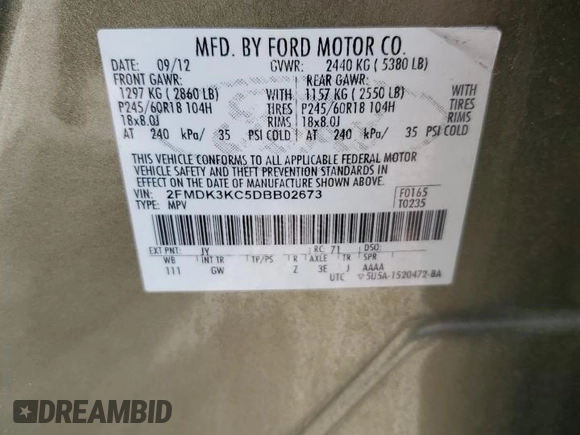 MFD. BY FORD MOTOR CO.
DATE: 09/12 GVWR: 2440 KG ( 5380 LB)
FRONT GAWR: REAR GAWR:
1297 KG ( 2860 LB) WITH 1157 KG ( 2550 LB) WITH
P245/60R18 104H TIRES P245/60R18 104H TIRES
18x8.0J RIMS 18x8.0J RIMS
AT 240 kPa/ 35 PSI COLD AT 240 kPa/ 35 PSI COLD
THIS VEHICLE CONFORMS TO ALL APPLICABLE FEDERAL MOTOR
VEHICLE SAFETY AND THEFT PREVENTION STANDARDS IN EFFECT
ON THE DATE OF MANUFACTURE SHOWN ABOVE.
VIN: 2FMDK3KC5DBB02673 F0165
TYPE: MPV T0235
EXT PNT: JY RC: 71 DSO:
WB INT TR TP/PS R AXLE TR SPR
111 GW Z 3E J AAAA
UTC ▽5U5A-1520472-BA
DREAMBID